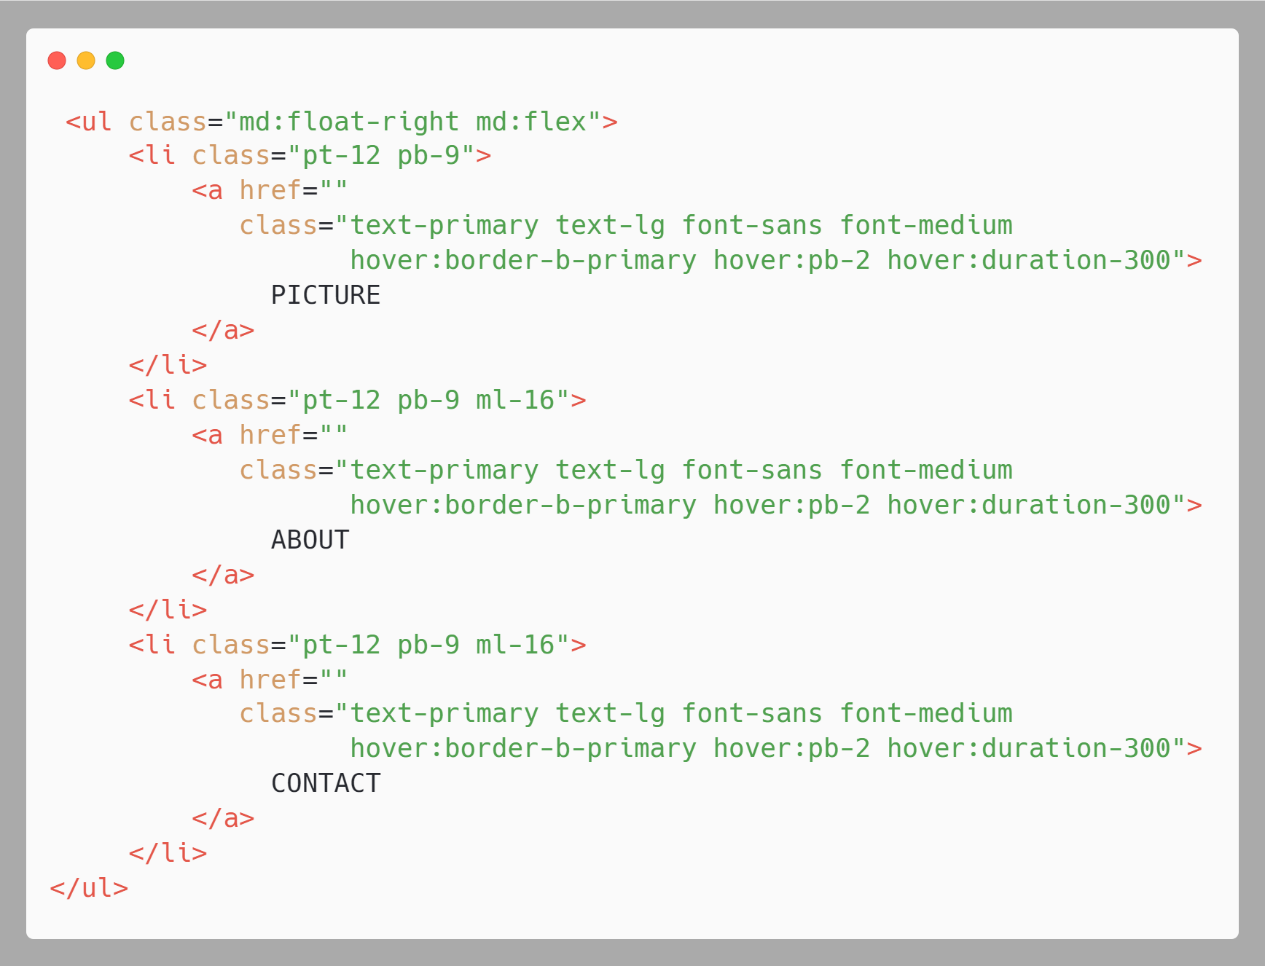 <ul class="md:float-right md:flex">
<li class="pt-12 pb-9">
<a href=""
class="text-primary text-lg font-sans font-medium
hover:border-b-primary hover:pb-2 hover:duration-300">
PICTURE
</a>
</li>
<li class="pt-12 pb-9 ml-16">
<a href=""
class="text-primary text-lg font-sans font-medium
hover:border-b-primary hover:pb-2 hover:duration-300">
ABOUT
</a>
</li>
<li class="pt-12 pb-9 ml-16">
<a href=""
class="text-primary text-lg font-sans font-medium
hover:border-b-primary hover:pb-2 hover:duration-300">
CONTACT
</a>
</li>
</ul>